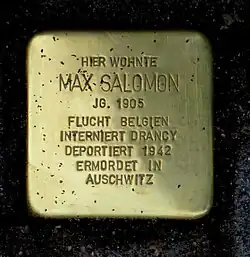 HIER WOHNTE
MAX SALOMON
JG. 1905
FLUCHT BELGIEN
INTERNIERT DRANCY
DEPORTIERT 1942
ERMORDET IN
AUSCHWITZ